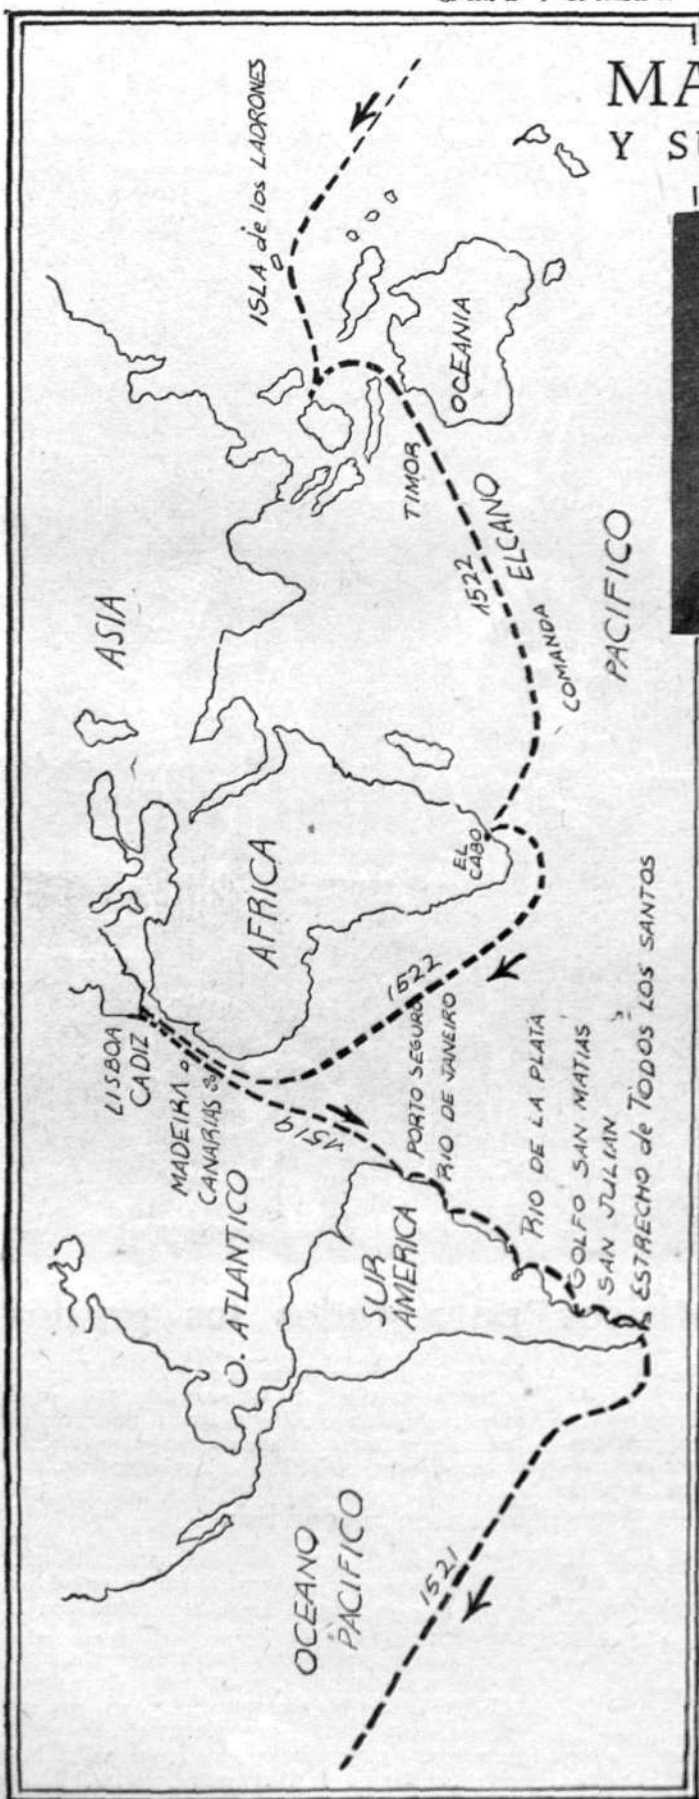 MA
Y SU
ISLA de los LADRONES
OCEANIA
TIMOR
ASIA
1522
COMANDA ELCANO
PACIFICO
AFRICA
EL
CABO
LISBOA
CADIZ
MADEIRA
CANARIAS
1519
1522
O. ATLANTICO
PORTO SEGURO
RIO DE JANEIRO
SUR
AMERICA
RIO DE LA PLATA
GOLFO SAN MATIAS
SAN JULIAN
ESTRECHO de TODOS LOS SANTOS
OCEANO
PACIFICO
1521